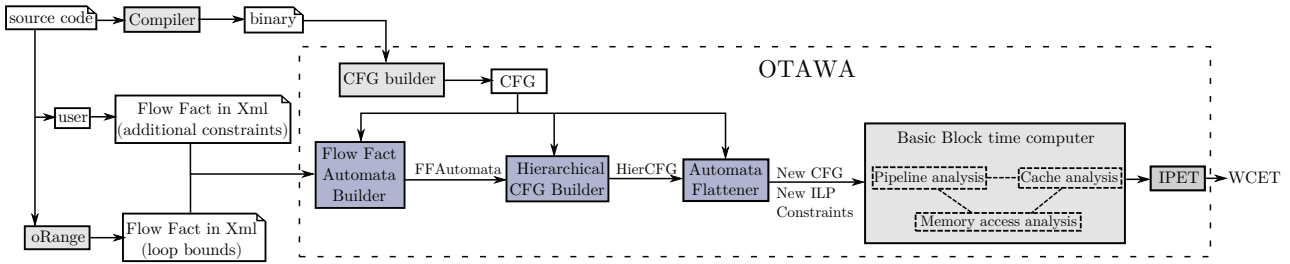 source code
Compiler
binary
OTAWA
CFG builder
CFG
user
Flow Fact in Xml
(additional constraints)
Flow Fact
Automata
Builder
FFAutomata
Hierarchical
CFG Builder
HierCFG
Automata
Flattener
New CFG
New ILP
Constraints
Basic Block time computer
Pipeline analysis
Cache analysis
Memory access analysis
IPET
WCET
oRange
Flow Fact in Xml
(loop bounds)